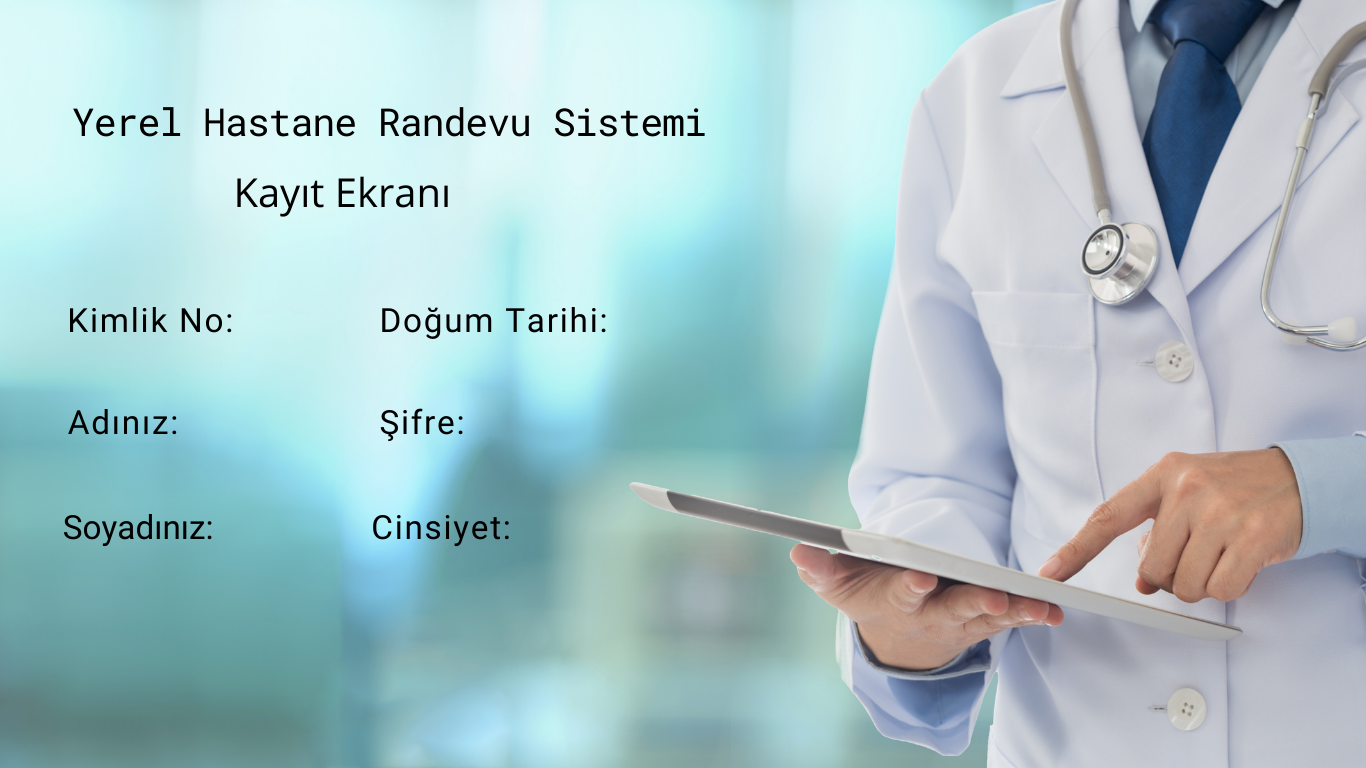 Yerel Hastane Randevu Sistemi
Kayıt Ekranı
Kimlik No:
Doğum Tarihi:
Adınız:
Şifre:
Soyadınız:
Cinsiyet: